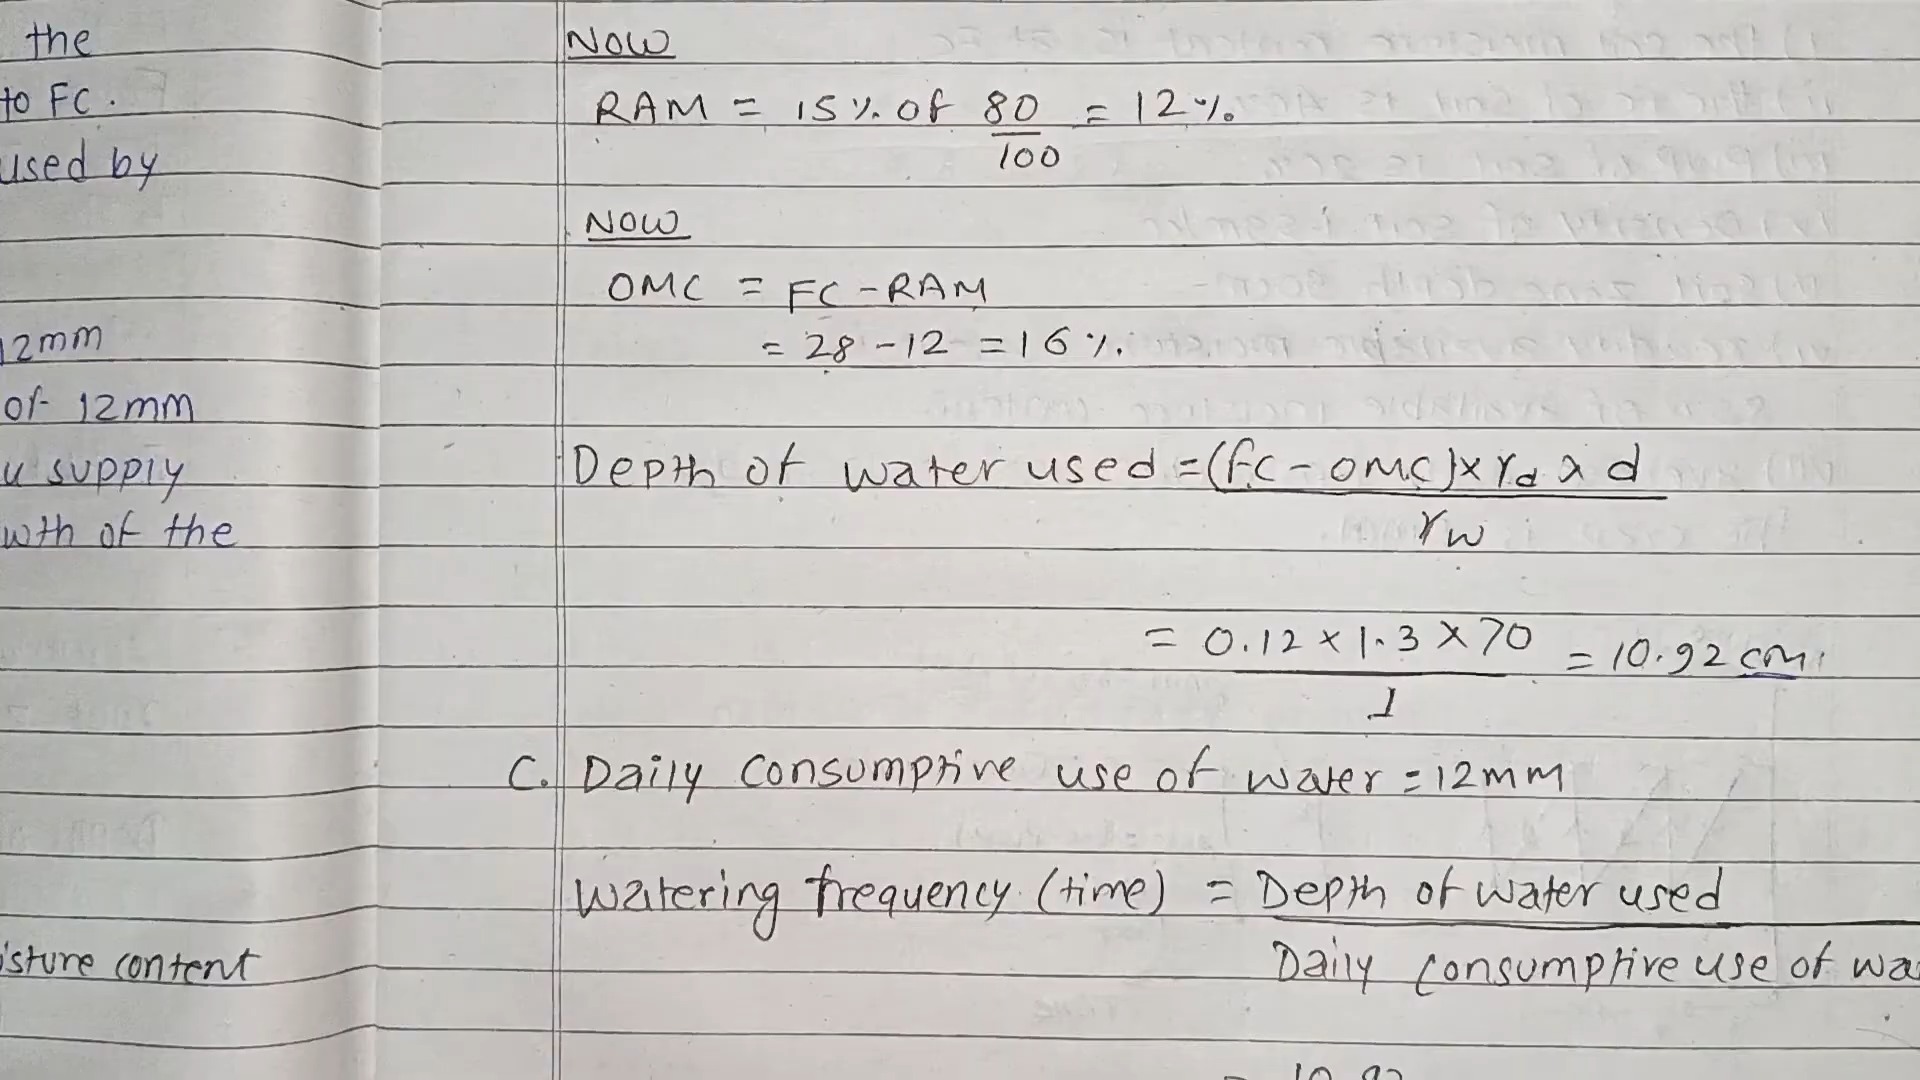 the
to FC.
used by
12mm
of 12mm
supply
wth of the
isture content
NOW
RAM = 15% of 80/100 = 12%
NOW
OMC = FC - RAM
= 28 - 12 = 16%
Depth of water used = (fc - omc) x γd x d / γw
= 0.12 x 1.3 x 70 / 1 = 10.92 cm
C. Daily consumptive use of water = 12mm
Watering frequency (time) = Depth of water used
Daily consumptive use of wa
= 10.92